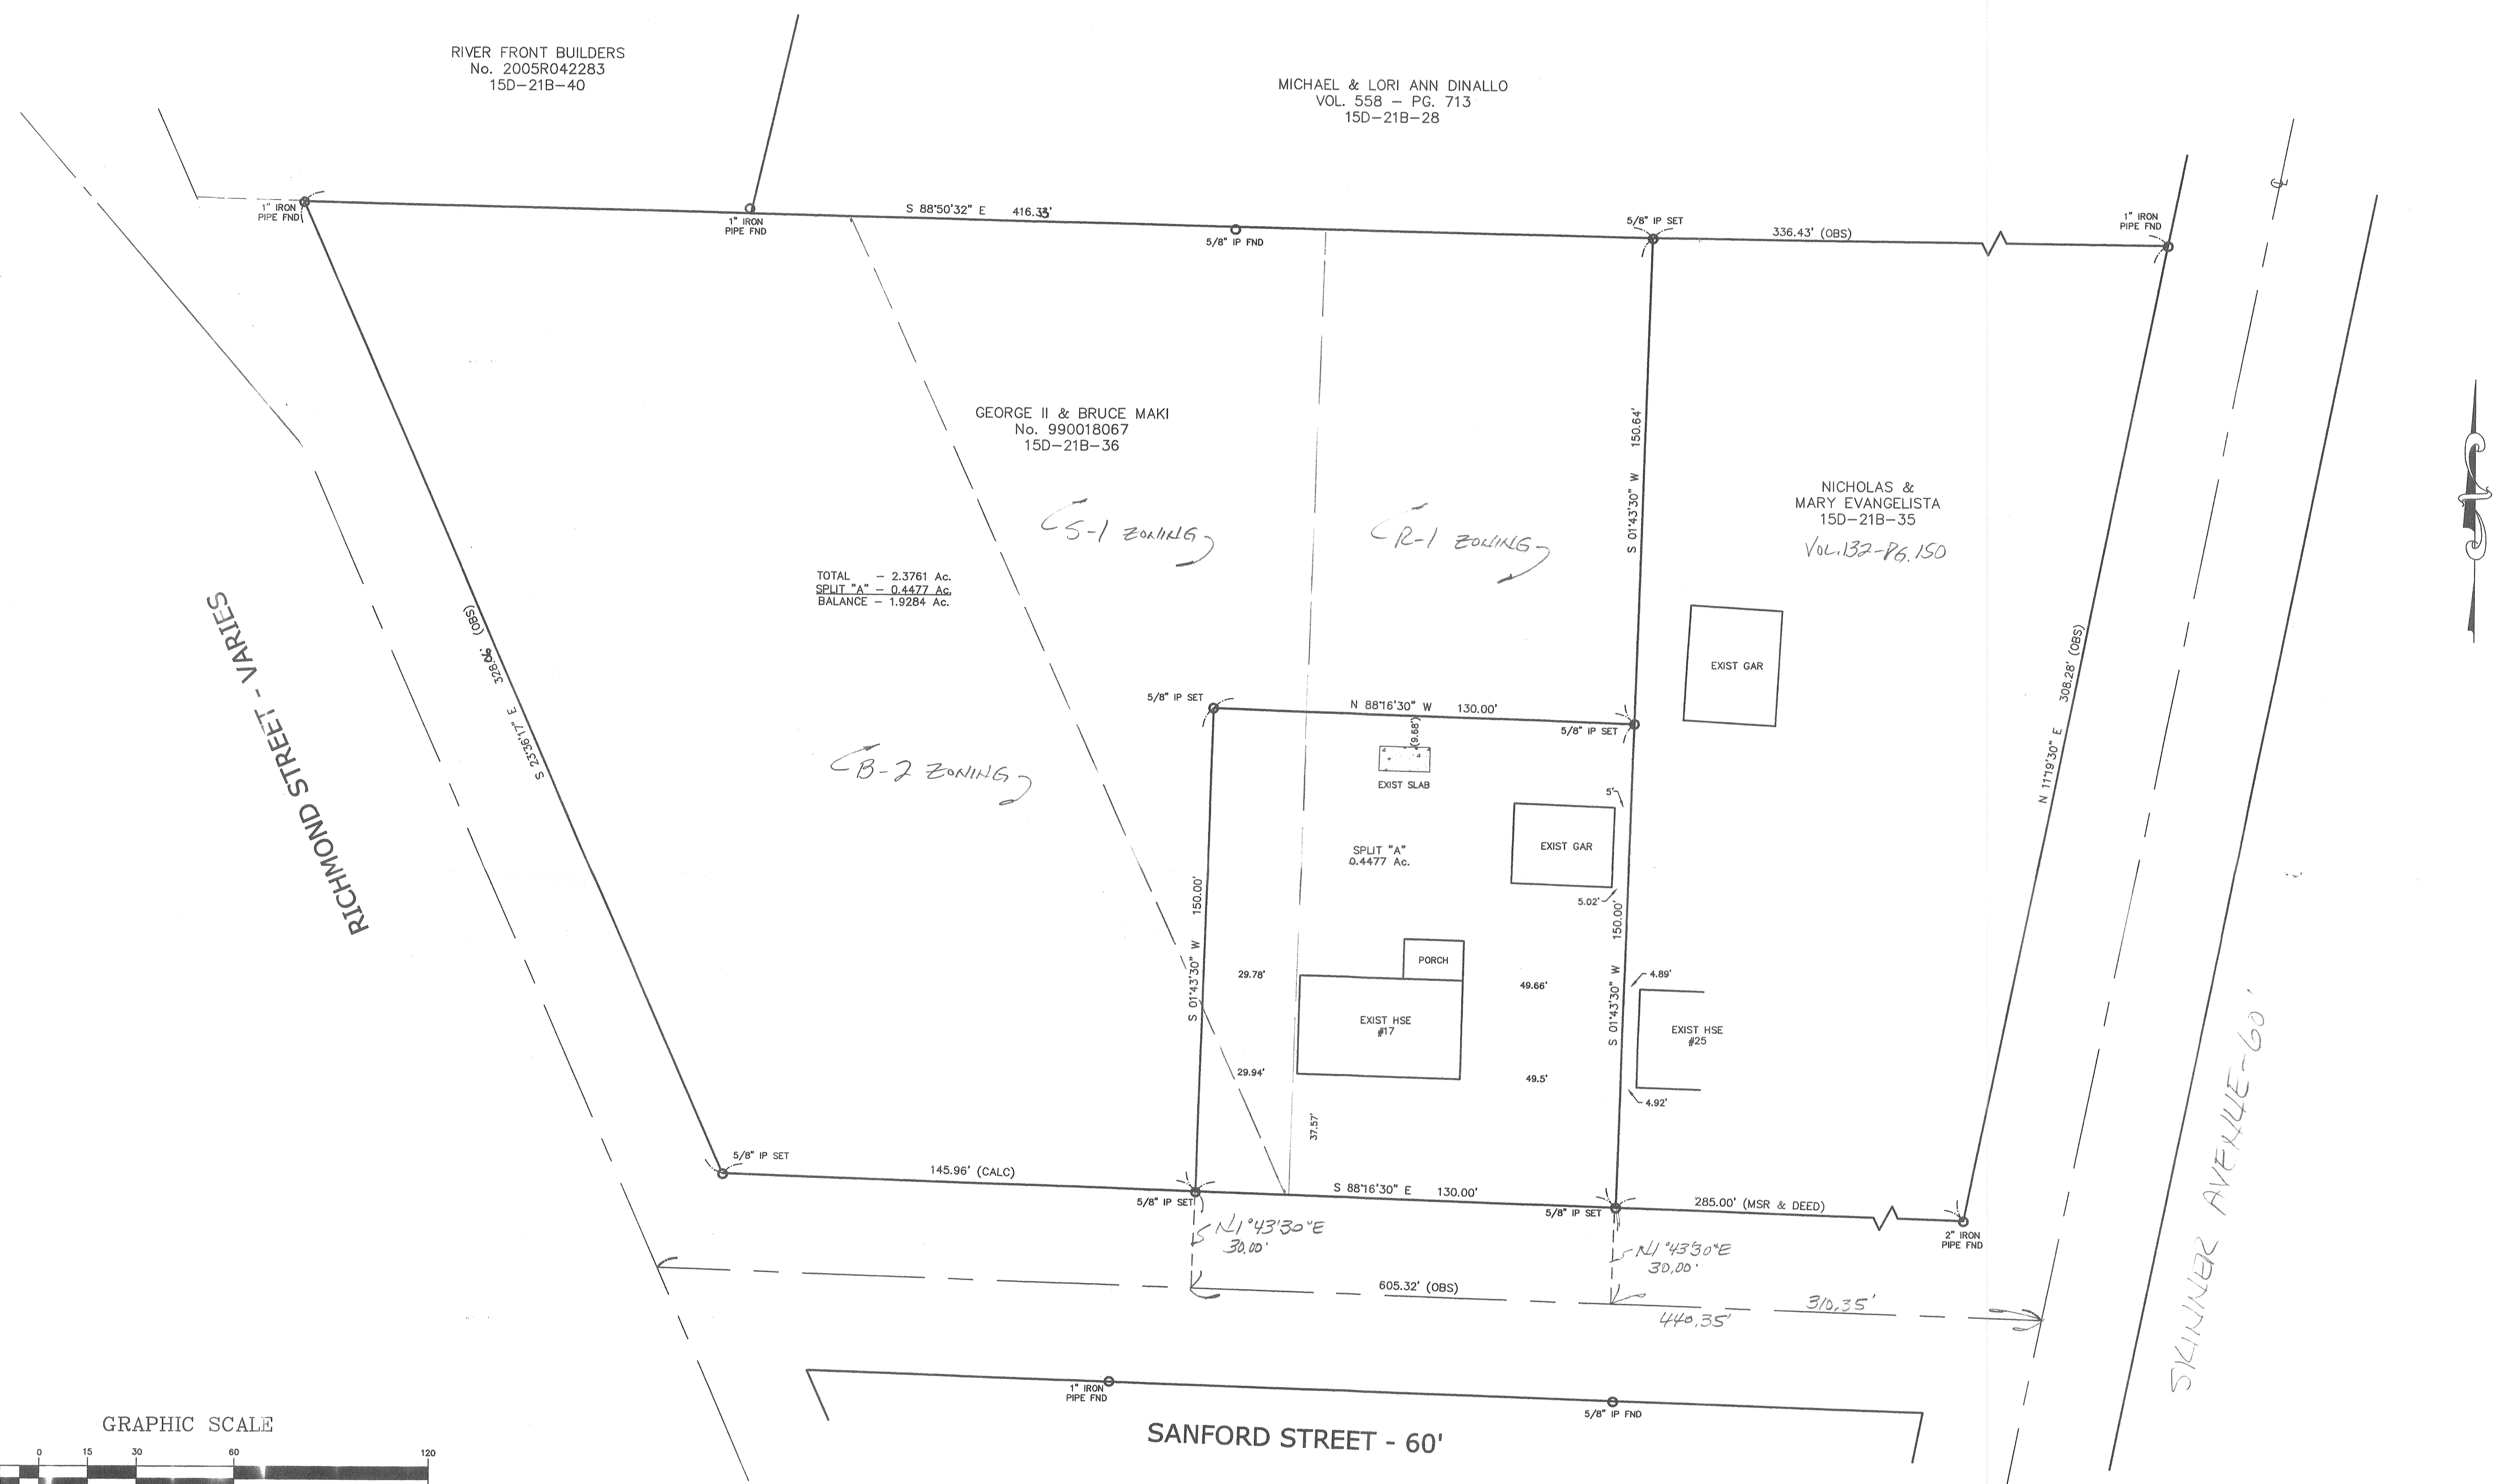 RIVER FRONT BUILDERS
No. 2005R042283
15D-21B-40
MICHAEL & LORI ANN DINALLO
VOL. 558 - PG. 713
15D-21B-28
1" IRON
PIPE FND
1" IRON
PIPE FND
S 88°50'32" E 416.33'
5/8" IP FND
5/8" IP SET
336.43' (OBS)
1" IRON
PIPE FND
GEORGE II & BRUCE MAKI
No. 990018067
15D-21B-36
S-1 ZONING
R-1 ZONING
S 01°43'30" W 150.64'
NICHOLAS &
MARY EVANGELISTA
15D-21B-35
VOL.132-PG.150
TOTAL - 2.3761 Ac.
SPLIT "A" - 0.4477 Ac.
BALANCE - 1.9284 Ac.
RICHMOND STREET - VARIES
S 23°36'17" E 328.06' (OBS)
B-2 ZONING
EXIST GAR
N 11°19'30" E 308.28' (OBS)
5/8" IP SET
N 88°16'30" W 130.00'
5/8" IP SET
(9.68')
EXIST SLAB
5'
EXIST GAR
SPLIT "A"
0.4477 Ac.
5.02'
S 01°43'30" W 150.00'
S 01°43'30" W 150.00'
PORCH
29.78'
49.66'
4.89'
EXIST HSE
#17
EXIST HSE
#25
29.94'
49.5'
4.92'
37.57'
5/8" IP SET
145.96' (CALC)
5/8" IP SET
S 88°16'30" E 130.00'
5/8" IP SET
285.00' (MSR & DEED)
2" IRON
PIPE FND
N1°43'30"E
30.00'
N1°43'30"E
30.00'
605.32' (OBS)
310.35'
440.35'
SKINNER AVENUE-60'
1" IRON
PIPE FND
5/8" IP FND
SANFORD STREET - 60'
GRAPHIC SCALE
0 15 30 60 120